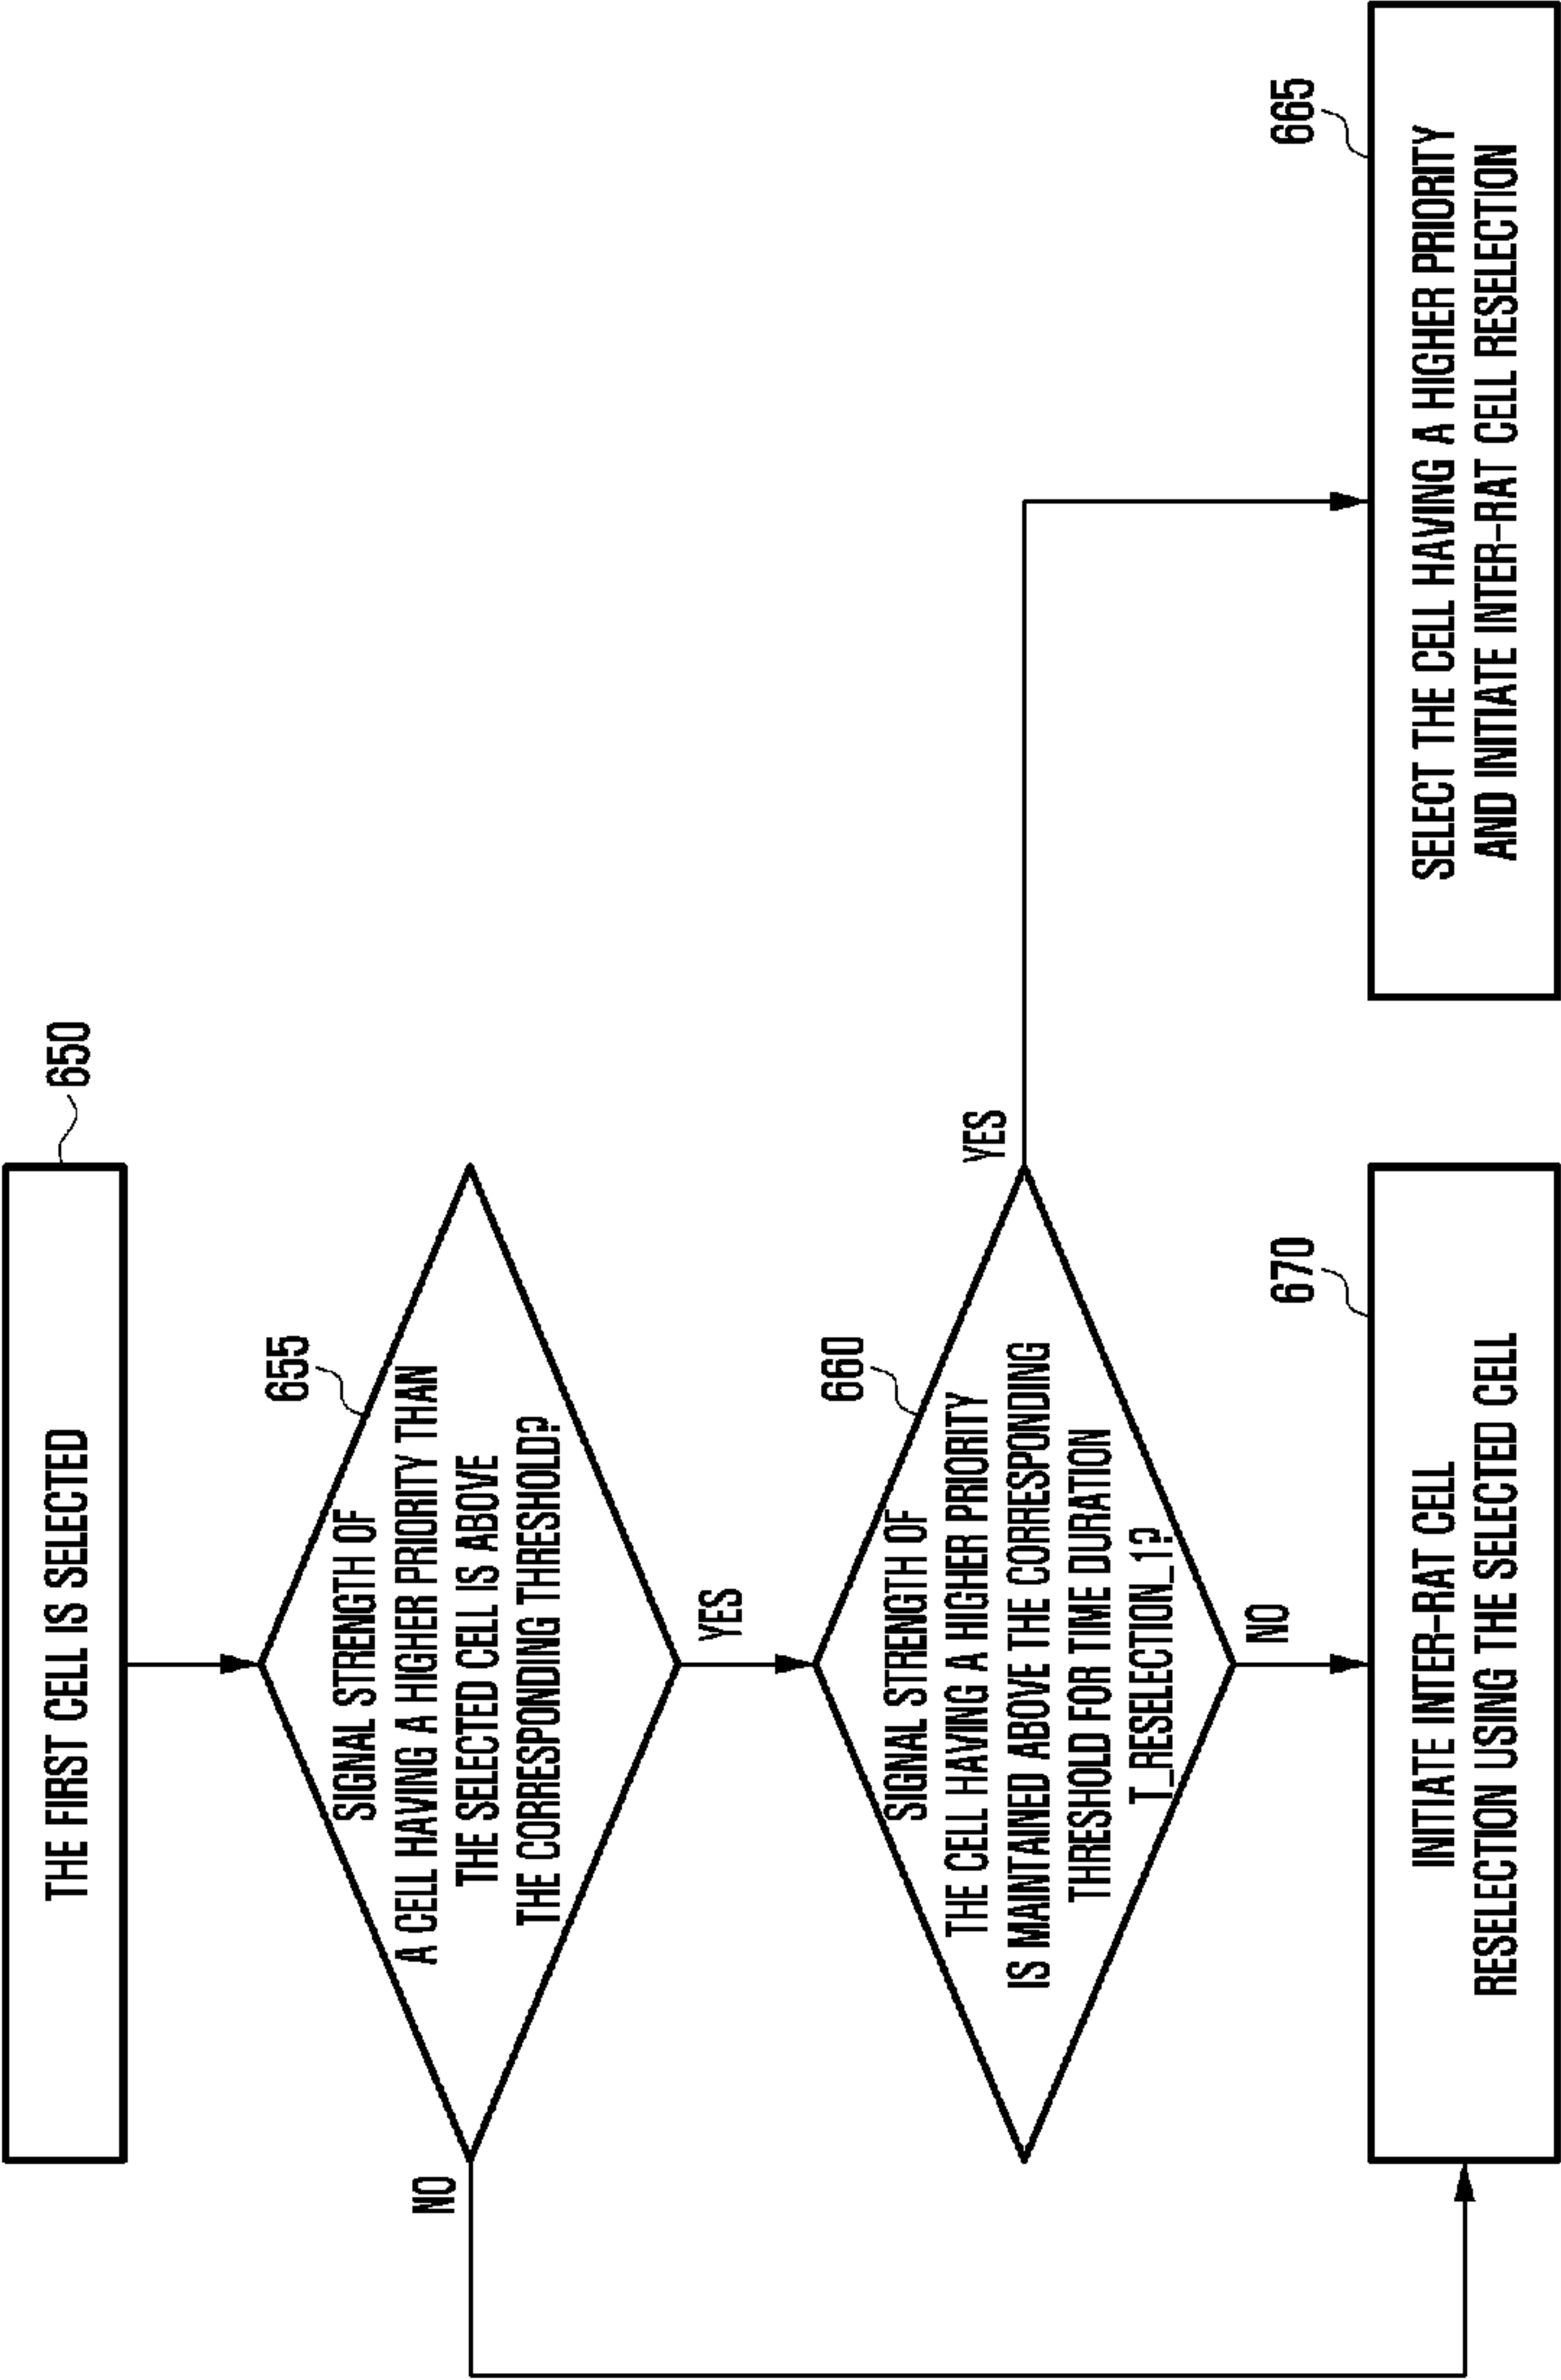 THE FIRST CELL IS SELECTED
650
SIGNAL STRENGTH OF
A CELL HAVING A HIGHER PRIORITY THAN
THE SELECTED CELL IS ABOVE
THE CORRESPONDING THRESHOLD?
655
NO
YES
SIGNAL STRENGTH OF
THE CELL HAVING A HIGHER PRIORITY
IS MAINTAINED ABOVE THE CORRESPONDING
THRESHOLD FOR TIME DURATION
T_RESELECTION_1?
660
YES
NO
INITIATE INTER-RAT CELL
RESELECTION USING THE SELECTED CELL
670
SELECT THE CELL HAVING A HIGHER PRIORITY
AND INITIATE INTER-RAT CELL RESELECTION
665